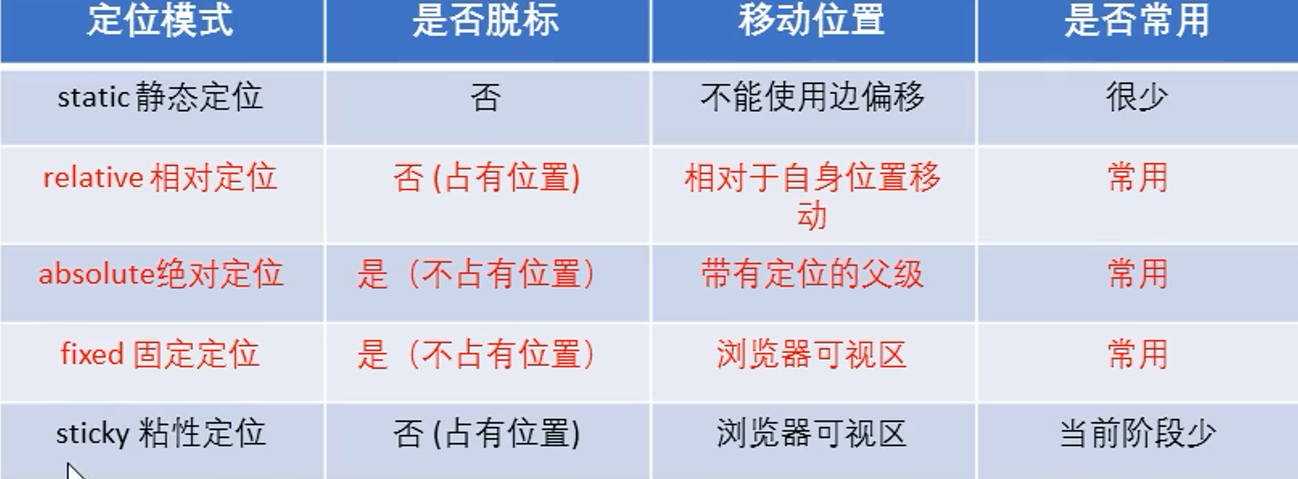 定位模式 是否脱标 移动位置 是否常用
static 静态定位 否 不能使用边偏移 很少
relative 相对定位 否 (占有位置) 相对于自身位置移
动 常用
absolute绝对定位 是（不占有位置） 带有定位的父级 常用
fixed 固定定位 是（不占有位置） 浏览器可视区 常用
sticky 粘性定位 否 (占有位置) 浏览器可视区 当前阶段少